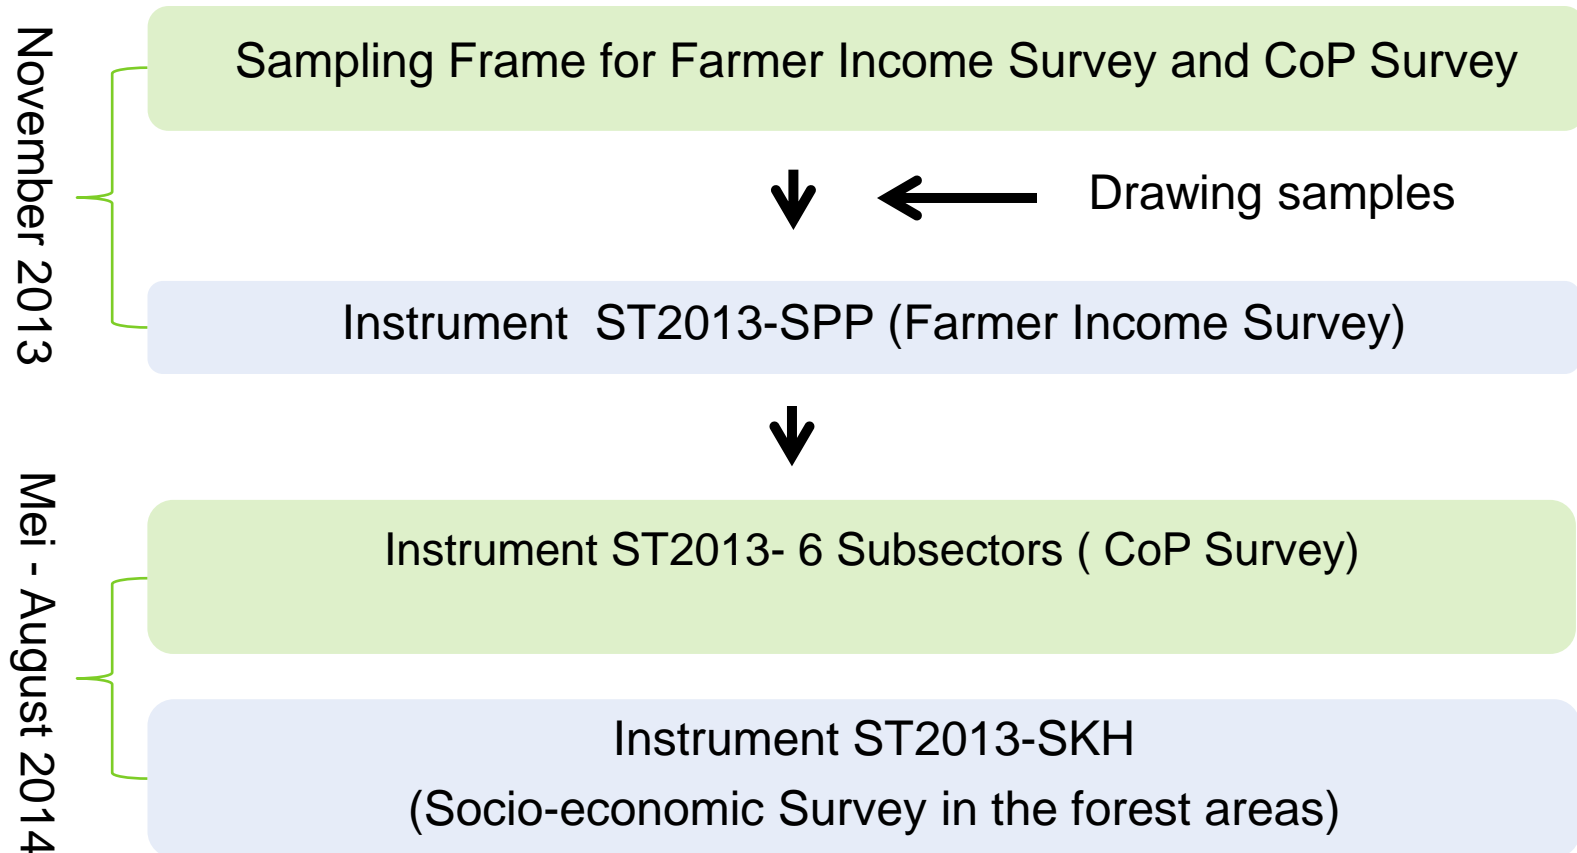 November 2013
Sampling Frame for Farmer Income Survey and CoP Survey
Drawing samples
Instrument  ST2013-SPP (Farmer Income Survey)
Mei - August 2014
Instrument ST2013- 6 Subsectors ( CoP Survey)
Instrument ST2013-SKH
(Socio-economic Survey in the forest areas)